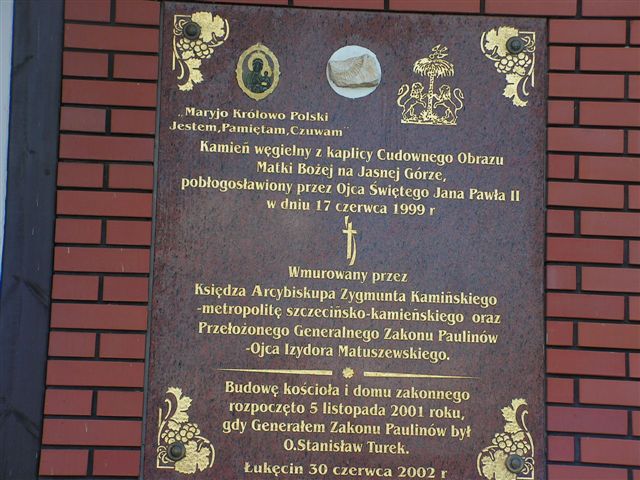 „Maryjo Królowo Polski
Jestem, Pamiętam, Czuwam"
Kamień węgielny z kaplicy Cudownego Obrazu
Matki Bożej na Jasnej Górze,
pobłogosławiony przez Ojca Świętego Jana Pawła II
w dniu 17 czerwca 1999 r
Wmurowany przez
Księdza Arcybiskupa Zygmunta Kamińskiego
-metropolitę szczecińsko-kamieńskiego oraz
Przełożonego Generalnego Zakonu Paulinów
-Ojca Izydora Matuszewskiego.
Budowę kościoła i domu zakonnego
rozpoczęto 5 listopada 2001 roku,
gdy Generałem Zakonu Paulinów był
O.Stanisław Turek.
Łukęcin 30 czerwca 2002 r